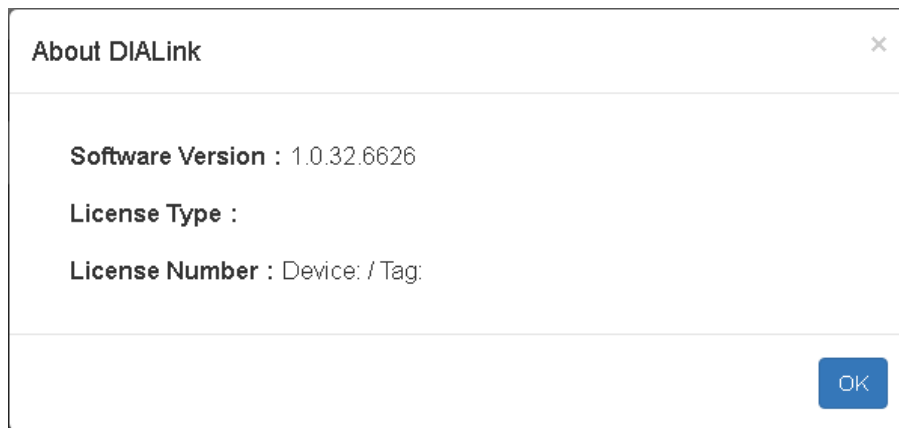 About DIALink
×
Software Version : 1.0.32.6626
License Type :
License Number : Device: / Tag:
OK